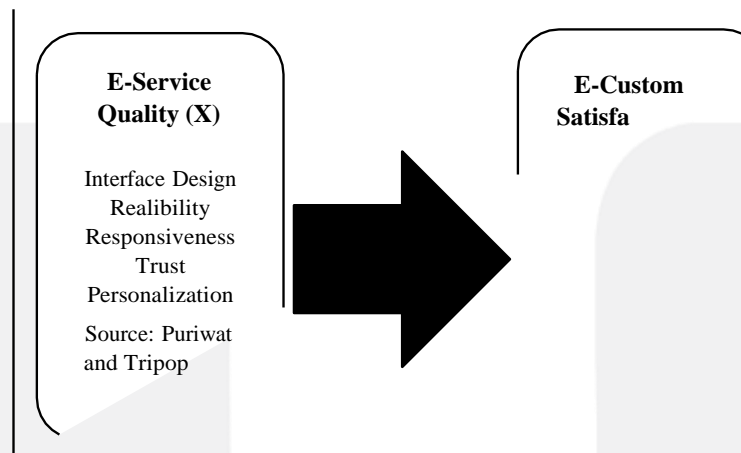 E-Service
Quality (X)
Interface Design
Realibility
Responsiveness
Trust
Personalization
Source: Puriwat
and Tripop
E-Custom
Satisfa